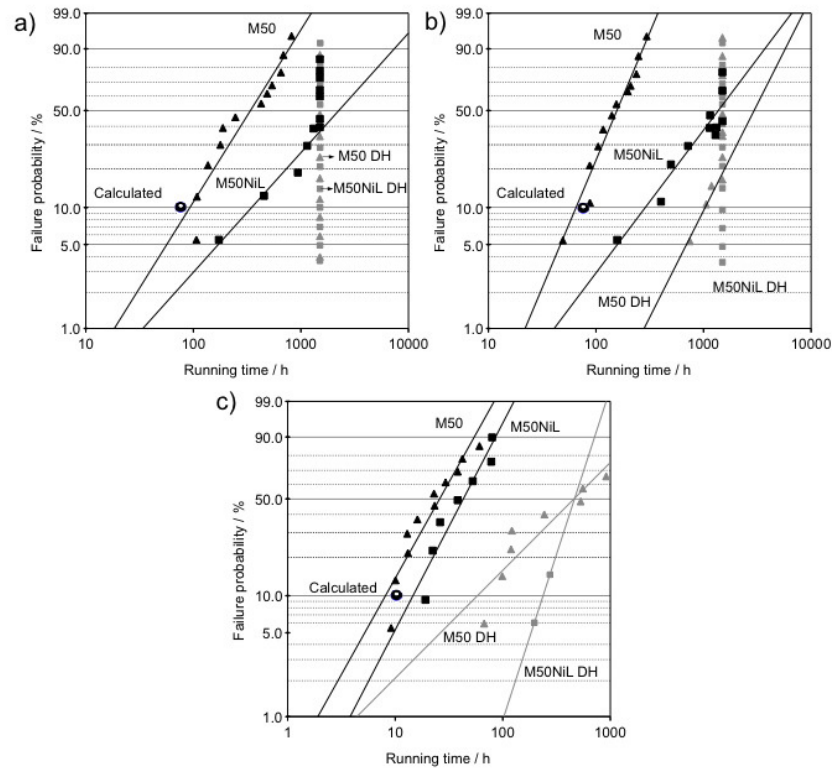 a)
99.0
90.0
50.0
10.0
5.0
1.0
Failure probability / %
M50
M50NiL
Calculated
M50 DH
M50NiL DH
10
100
1000
10000
Running time / h
b)
99.0
90.0
50.0
10.0
5.0
1.0
Failure probability / %
M50
M50NiL
Calculated
M50 DH
M50NiL DH
10
100
1000
10000
Running time / h
c)
99.0
90.0
50.0
10.0
5.0
1.0
Failure probability / %
M50
M50NiL
Calculated
M50 DH
M50NiL DH
1
10
100
1000
Running time / h